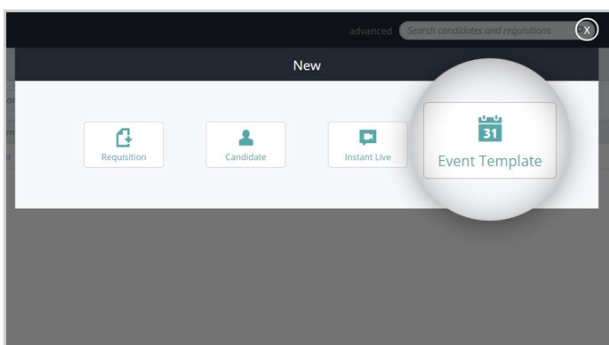 advanced Search candidates and requisitions X
New
Requisition Candidate Instant Live 31 Event Template